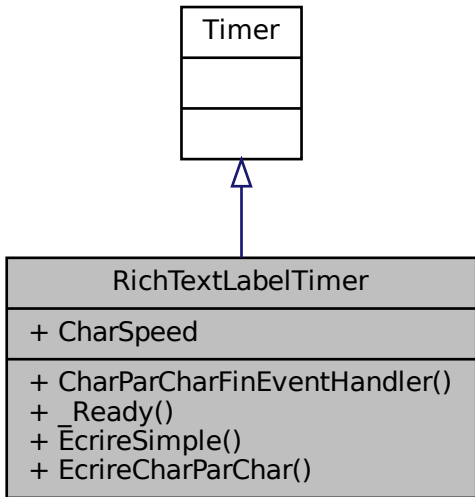 Timer
RichTextLabelTimer
+ CharSpeed
+ CharParCharFinEventHandler()
+ _Ready()
+ EcrireSimple()
+ EcrireCharParChar()